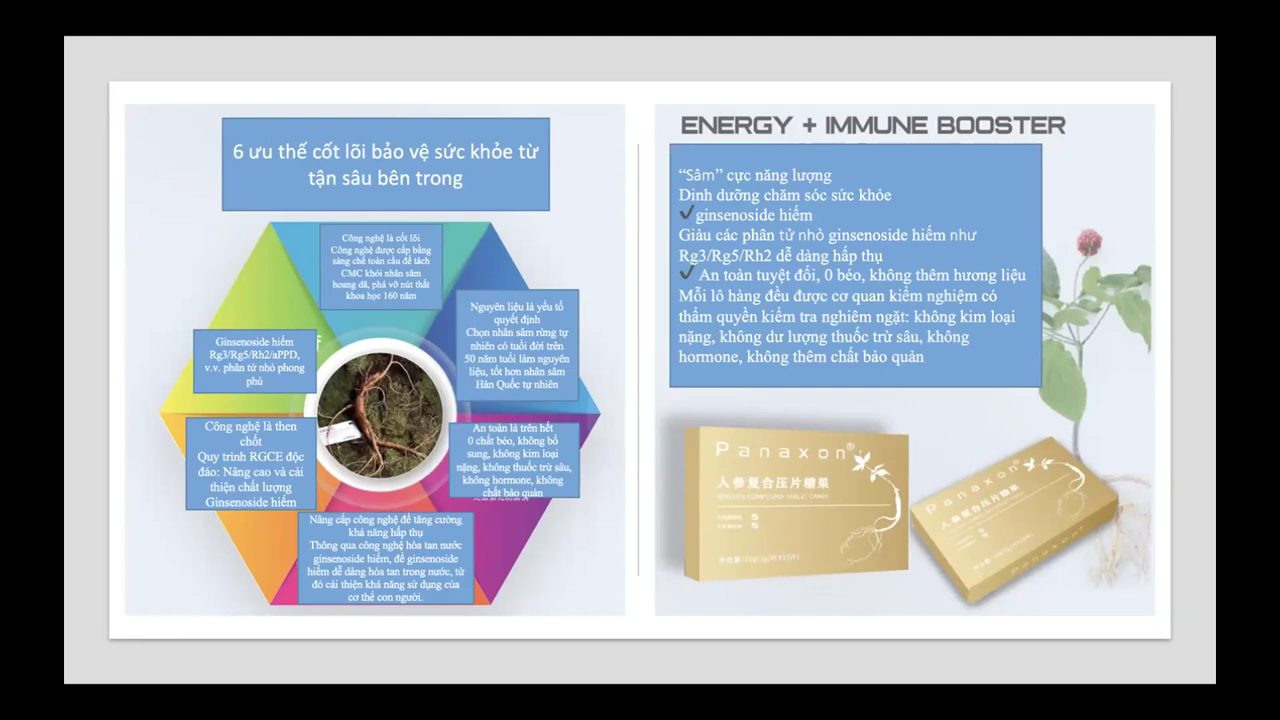 6 ưu thế cốt lõi bảo vệ sức khỏe từ
tận sâu bên trong
Công nghệ là cốt lõi
Công nghệ được cấp bằng
sáng chế toàn cầu để tách
CMC khỏi nhân sâm
hoang dã, phá vỡ nút thắt
khoa học 160 năm
Nguyên liệu là yếu tố
quyết định
Chọn nhân sâm rừng tự
nhiên có tuổi đời trên
50 năm tuổi làm nguyên
liệu, tốt hơn nhân sâm
Hàn Quốc tự nhiên
Ginsenoside hiếm
Rg3/Rg5/Rh2/aPPD,
v.v. phân tử nhỏ phong
phú
Công nghệ là then
chốt
Quy trình RGCE độc
đáo: Nâng cao và cải
thiện chất lượng
Ginsenoside hiếm
An toàn là trên hết
0 chất béo, không bổ
sung, không kim loại
nặng, không thuốc trừ sâu,
không hormone, không
chất bảo quản
Nâng cấp công nghệ để tăng cường
khả năng hấp thụ
Thông qua công nghệ hòa tan nước
ginsenoside hiếm, để ginsenoside
hiếm dễ dàng hòa tan trong nước, từ
đó cải thiện khả năng sử dụng của
cơ thể con người.
ENERGY + IMMUNE BOOSTER
“Sâm” cực năng lượng
Dinh dưỡng chăm sóc sức khỏe
✓ginsenoside hiếm
Giàu các phân tử nhỏ ginsenoside hiếm như
Rg3/Rg5/Rh2 dễ dàng hấp thụ
✓ An toàn tuyệt đối, 0 béo, không thêm hương liệu
Mỗi lô hàng đều được cơ quan kiểm nghiệm có
thẩm quyền kiểm tra nghiêm ngặt: không kim loại
nặng, không dư lượng thuốc trừ sâu, không
hormone, không thêm chất bảo quản
Panaxon®
人参复合压片糖果
GINSENG COMPOUND TABLET CANDY
Panaxon®
人参复合压片糖果